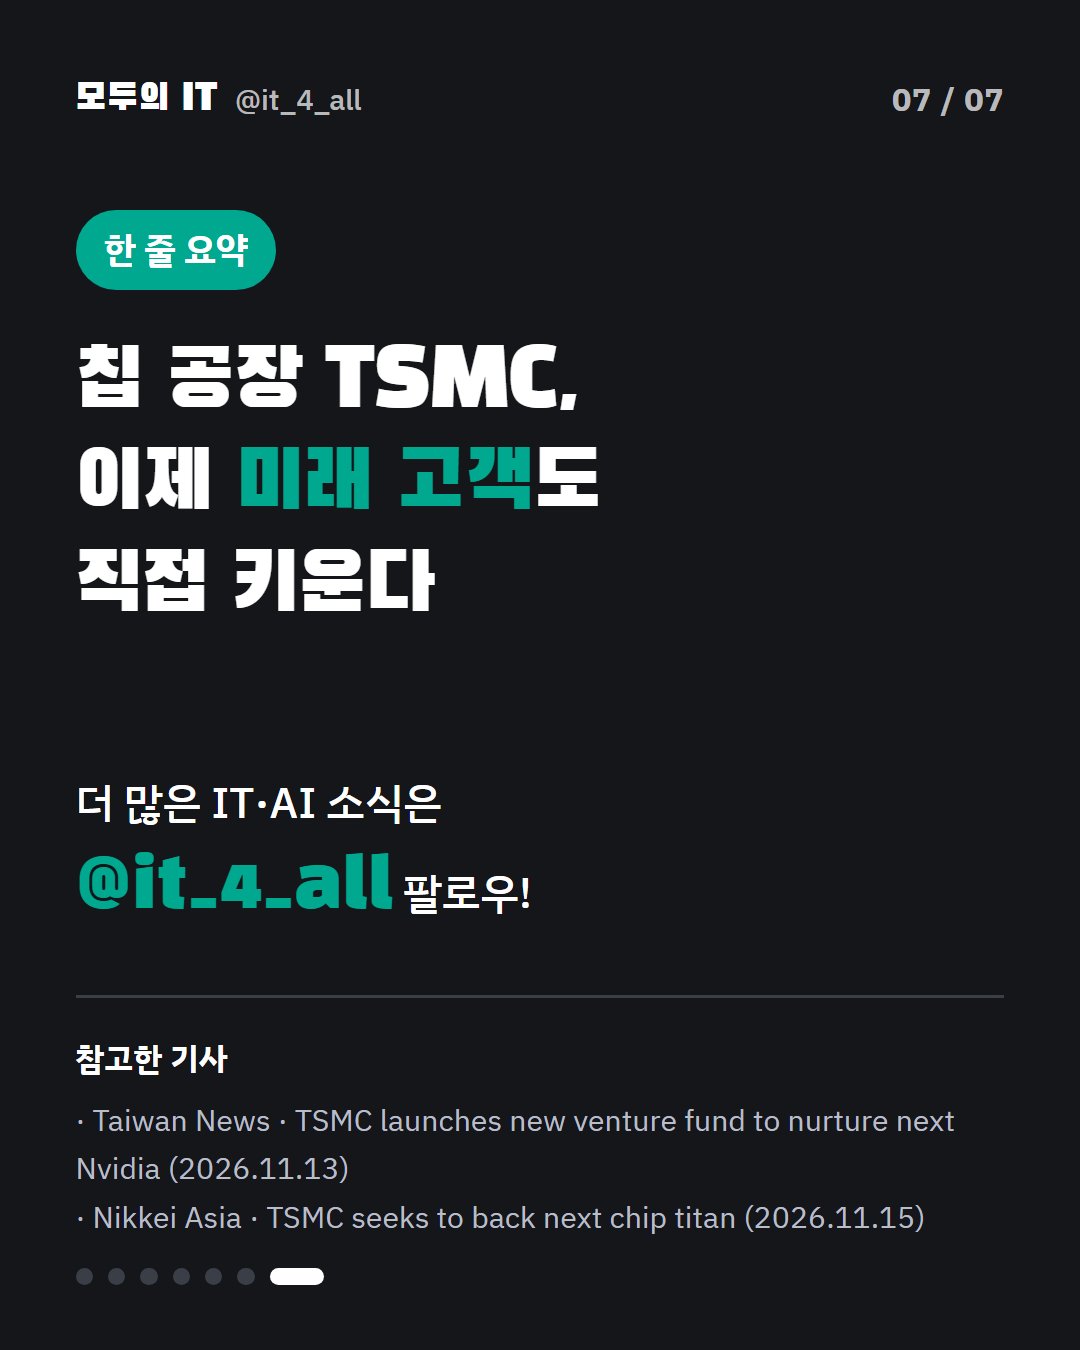 모두의 IT @it_4_all
07 / 07
한 줄 요약
칩 공장 TSMC,
이제 미래 고객도
직접 키운다
더 많은 IT·AI 소식은
@it_4_all 팔로우!
참고한 기사
· Taiwan News · TSMC launches new venture fund to nurture next
Nvidia (2026.11.13)
· Nikkei Asia · TSMC seeks to back next chip titan (2026.11.15)